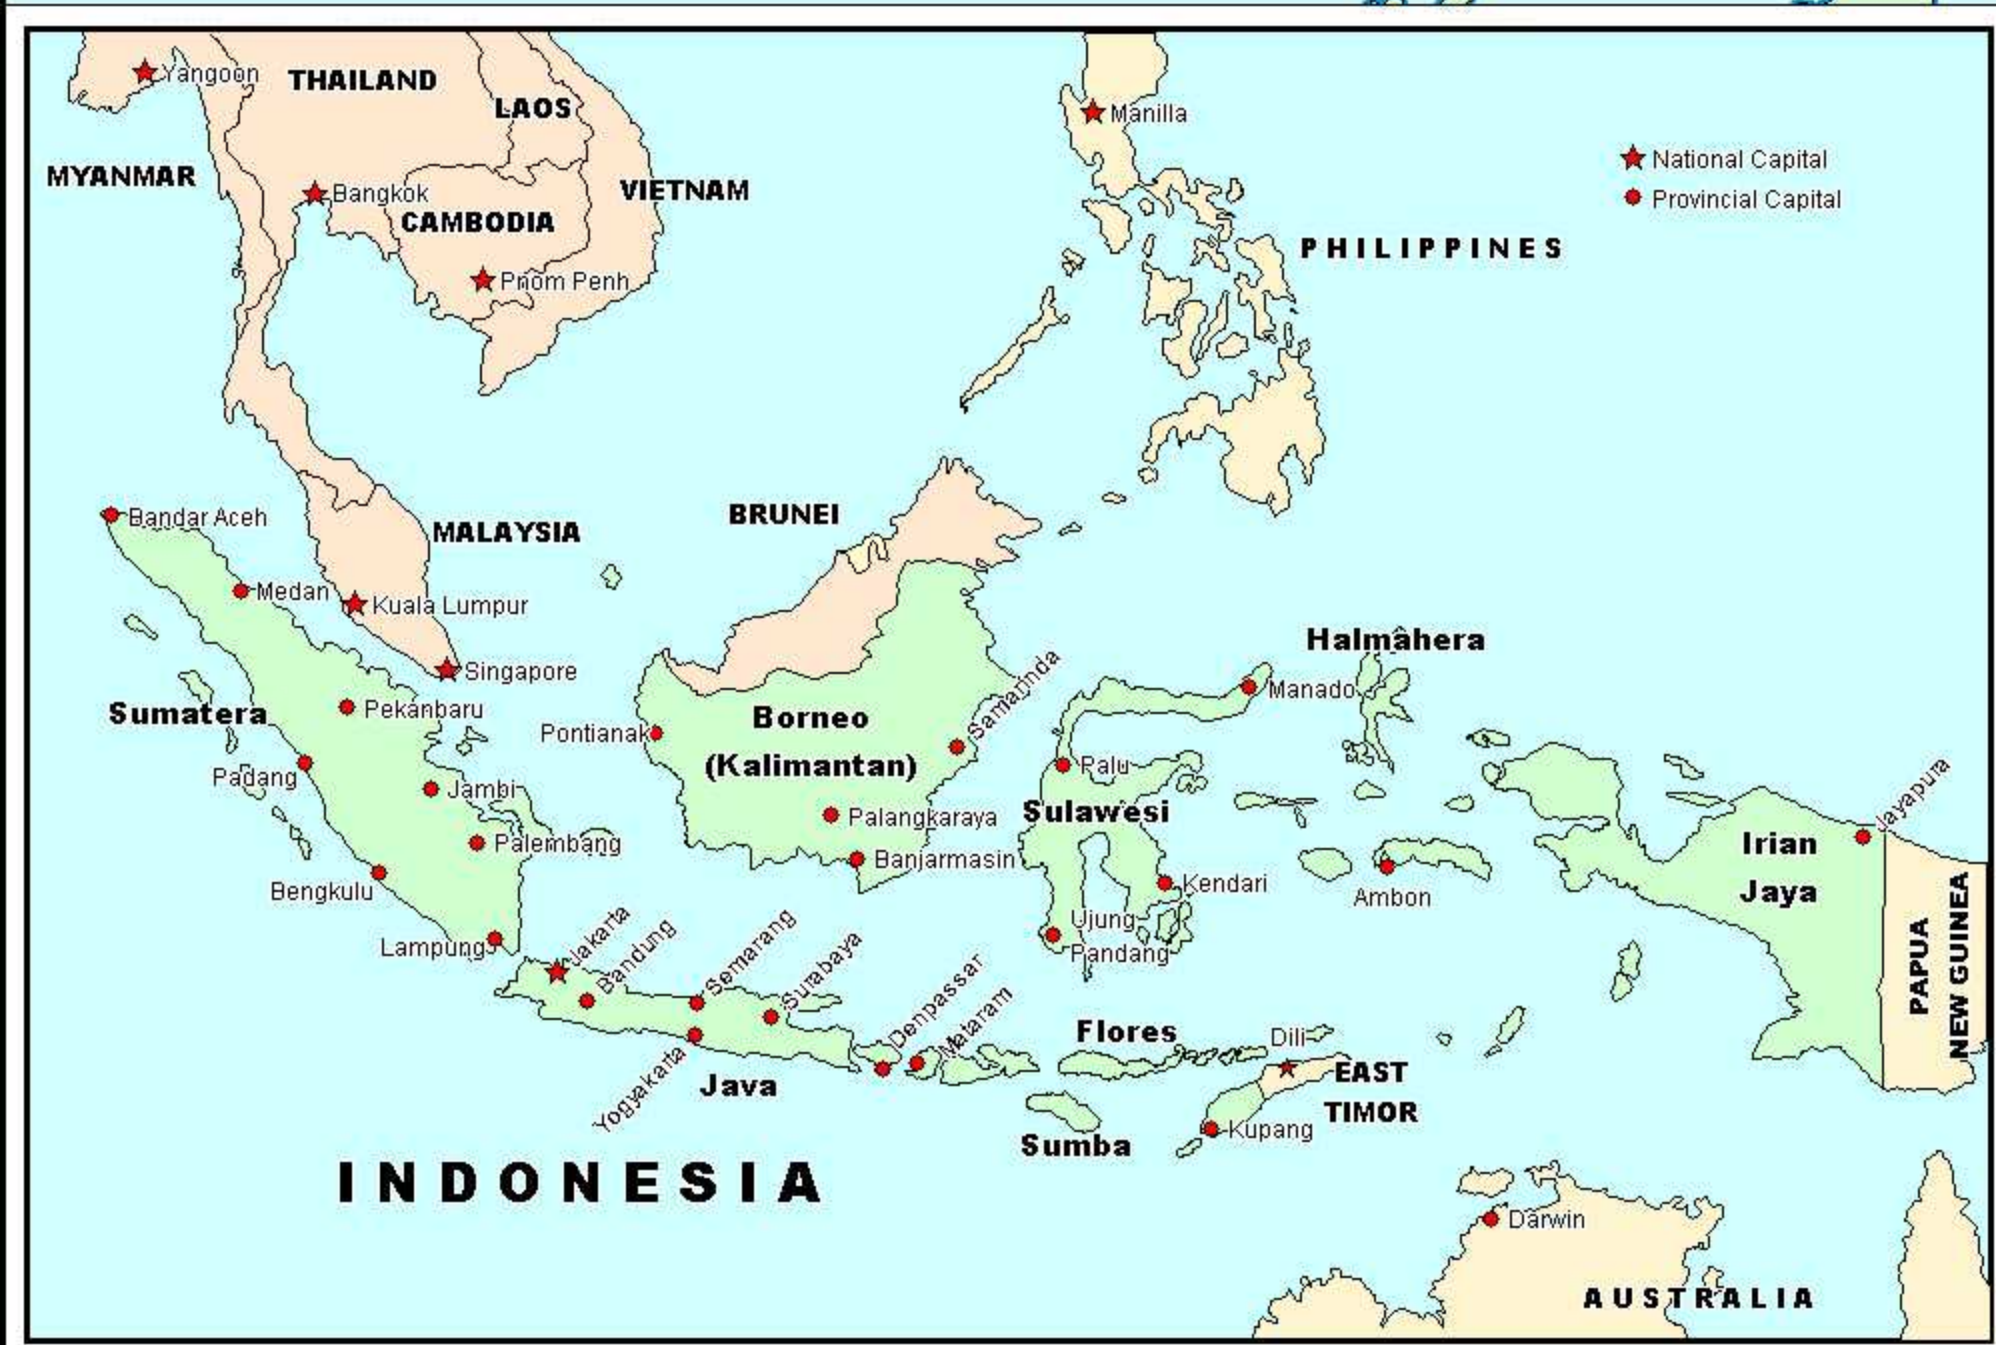 Yangoon
THAILAND
LAOS
MYANMAR
Bangkok
CAMBODIA
VIETNAM
Pnom Penh
Manilla
National Capital
Provincial Capital
PHILIPPINES
Bandar Aceh
MALAYSIA
BRUNEI
Medan
Kuala Lumpur
Singapore
Sumatera
Pekanbaru
Padang
Jambi
Palembang
Bengkulu
Lampung
Pontianak
Borneo
(Kalimantan)
Samarinda
Palangkaraya
Banjarmasin
Halmahera
Manado
Palu
Sulawesi
Kendari
Ujung
Pandang
Ambon
Irian
Jaya
Jayapura
PAPUA
NEW GUINEA
Jakarta
Bandung
Semarang
Surabaya
Yogyakarta
Java
Denpassar
Mataram
Flores
Dili
EAST
TIMOR
Sumba
Kupang
INDONESIA
Darwin
AUSTRALIA